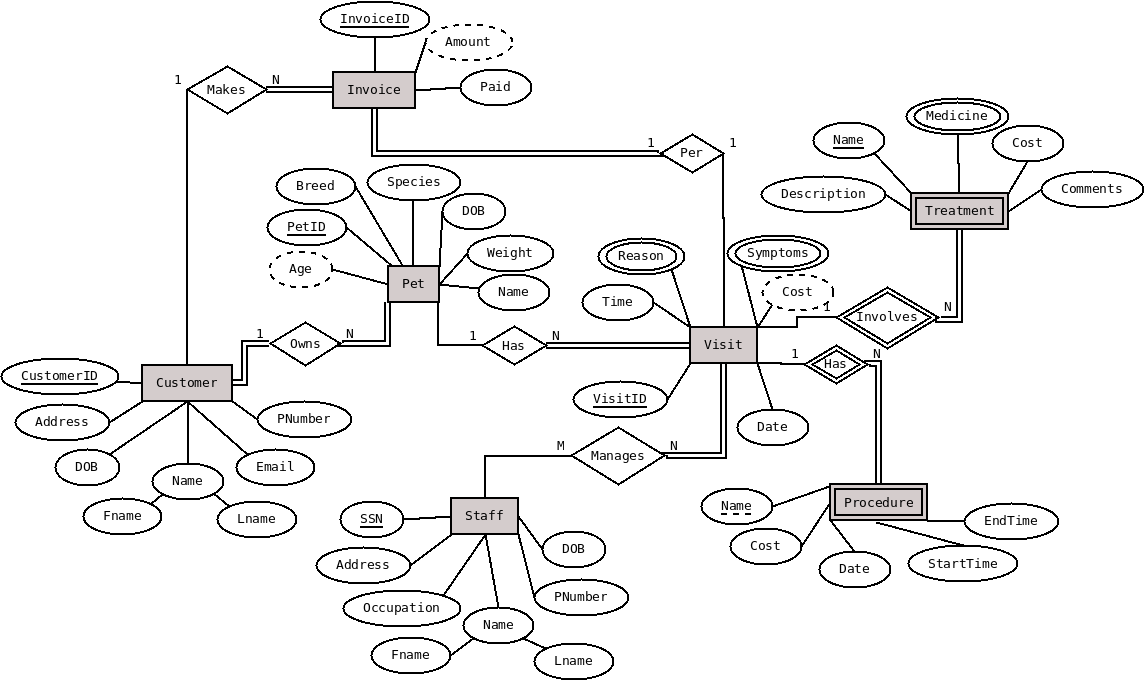 InvoiceID
Amount
1
Makes
N
Invoice
Paid
1
Per
1
Medicine
Name
Cost
Description
Comments
Treatment
Breed
Species
PetID
DOB
Age
Weight
Pet
Name
Reason
Symptoms
Time
Cost
1
Involves
N
1
Owns
N
1
Has
N
Visit
1
Has
N
CustomerID
Customer
Address
PNumber
DOB
Email
Name
Fname
Lname
VisitID
Date
M
Manages
N
SSN
Staff
DOB
Address
Occupation
PNumber
Name
Fname
Lname
Name
Procedure
Cost
EndTime
Date
StartTime